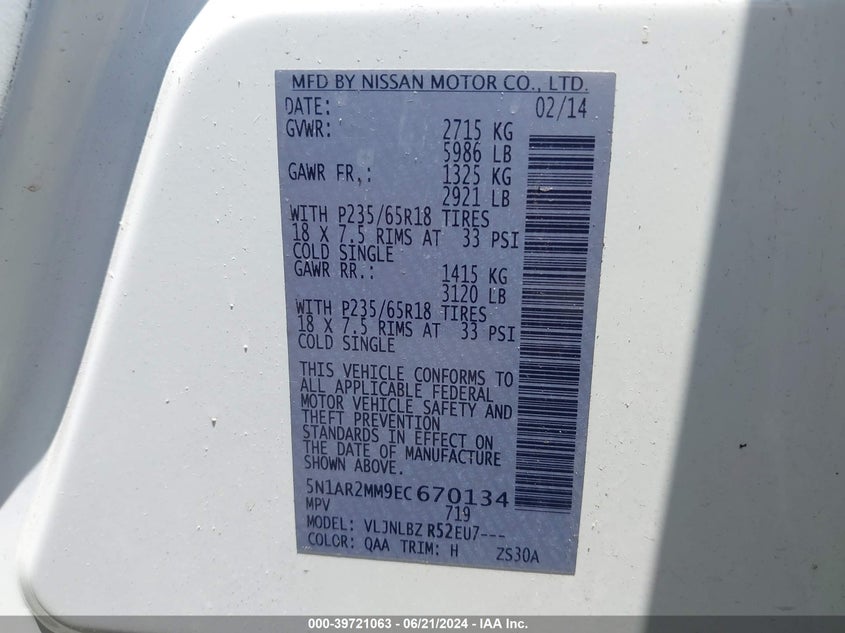 MFD BY NISSAN MOTOR CO., LTD.
DATE: 02/14
GVWR: 2715 KG
5986 LB
GAWR FR.: 1325 KG
2921 LB
WITH P235/65R18 TIRES
18 X 7.5 RIMS AT 33 PSI
COLD SINGLE
GAWR RR.: 1415 KG
3120 LB
WITH P235/65R18 TIRES
18 X 7.5 RIMS AT 33 PSI
COLD SINGLE
THIS VEHICLE CONFORMS TO
ALL APPLICABLE FEDERAL
MOTOR VEHICLE SAFETY AND
THEFT PREVENTION
STANDARDS IN EFFECT ON
THE DATE OF MANUFACTURE
SHOWN ABOVE.
5N1AR2MM9EC670134
MPV 719
MODEL: VLJNLBZ R52EU7---
COLOR: QAA TRIM: H ZS30A
000-39721063 - 06/21/2024 - IAA Inc.